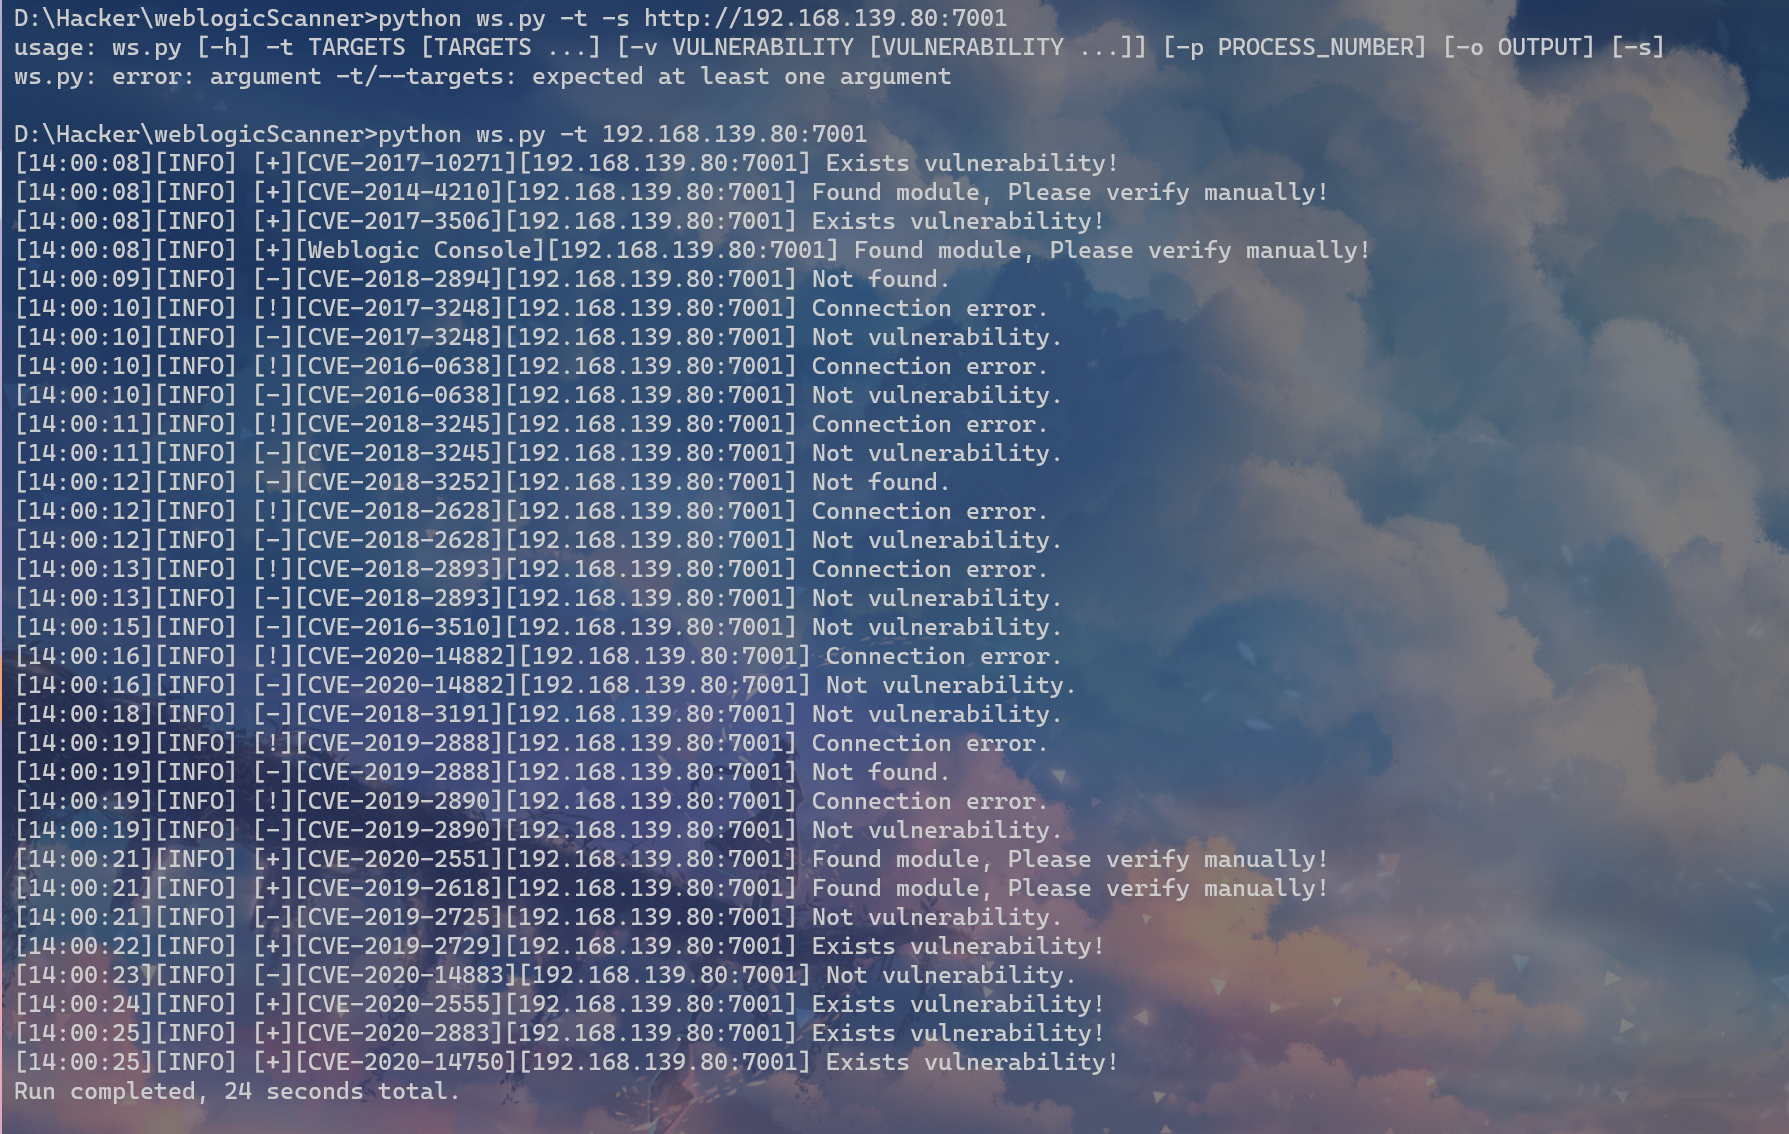 D:\Hacker\weblogicScanner>python ws.py -t -s http://192.168.139.80:7001
usage: ws.py [-h] -t TARGETS [TARGETS ...] [-v VULNERABILITY [VULNERABILITY ...]] [-p PROCESS_NUMBER] [-o OUTPUT] [-s]
ws.py: error: argument -t/--targets: expected at least one argument
D:\Hacker\weblogicScanner>python ws.py -t 192.168.139.80:7001
[14:00:08][INFO] [+][CVE-2017-10271][192.168.139.80:7001] Exists vulnerability!
[14:00:08][INFO] [+][CVE-2014-4210][192.168.139.80:7001] Found module, Please verify manually!
[14:00:08][INFO] [+][CVE-2017-3506][192.168.139.80:7001] Exists vulnerability!
[14:00:08][INFO] [+][Weblogic Console][192.168.139.80:7001] Found module, Please verify manually!
[14:00:09][INFO] [-][CVE-2018-2894][192.168.139.80:7001] Not found.
[14:00:10][INFO] [!][CVE-2017-3248][192.168.139.80:7001] Connection error.
[14:00:10][INFO] [-][CVE-2017-3248][192.168.139.80:7001] Not vulnerability.
[14:00:10][INFO] [!][CVE-2016-0638][192.168.139.80:7001] Connection error.
[14:00:10][INFO] [-][CVE-2016-0638][192.168.139.80:7001] Not vulnerability.
[14:00:11][INFO] [!][CVE-2018-3245][192.168.139.80:7001] Connection error.
[14:00:11][INFO] [-][CVE-2018-3245][192.168.139.80:7001] Not vulnerability.
[14:00:12][INFO] [-][CVE-2018-3252][192.168.139.80:7001] Not found.
[14:00:12][INFO] [!][CVE-2018-2628][192.168.139.80:7001] Connection error.
[14:00:12][INFO] [-][CVE-2018-2628][192.168.139.80:7001] Not vulnerability.
[14:00:13][INFO] [!][CVE-2018-2893][192.168.139.80:7001] Connection error.
[14:00:13][INFO] [-][CVE-2018-2893][192.168.139.80:7001] Not vulnerability.
[14:00:15][INFO] [-][CVE-2016-3510][192.168.139.80:7001] Not vulnerability.
[14:00:16][INFO] [!][CVE-2020-14882][192.168.139.80:7001] Connection error.
[14:00:16][INFO] [-][CVE-2020-14882][192.168.139.80:7001] Not vulnerability.
[14:00:18][INFO] [-][CVE-2018-3191][192.168.139.80:7001] Not vulnerability.
[14:00:19][INFO] [!][CVE-2019-2888][192.168.139.80:7001] Connection error.
[14:00:19][INFO] [-][CVE-2019-2888][192.168.139.80:7001] Not found.
[14:00:19][INFO] [!][CVE-2019-2890][192.168.139.80:7001] Connection error.
[14:00:19][INFO] [-][CVE-2019-2890][192.168.139.80:7001] Not vulnerability.
[14:00:21][INFO] [+][CVE-2020-2551][192.168.139.80:7001] Found module, Please verify manually!
[14:00:21][INFO] [+][CVE-2019-2618][192.168.139.80:7001] Found module, Please verify manually!
[14:00:21][INFO] [-][CVE-2019-2725][192.168.139.80:7001] Not vulnerability.
[14:00:22][INFO] [+][CVE-2019-2729][192.168.139.80:7001] Exists vulnerability!
[14:00:23][INFO] [-][CVE-2020-14883][192.168.139.80:7001] Not vulnerability.
[14:00:24][INFO] [+][CVE-2020-2555][192.168.139.80:7001] Exists vulnerability!
[14:00:25][INFO] [+][CVE-2020-2883][192.168.139.80:7001] Exists vulnerability!
[14:00:25][INFO] [+][CVE-2020-14750][192.168.139.80:7001] Exists vulnerability!
Run completed, 24 seconds total.